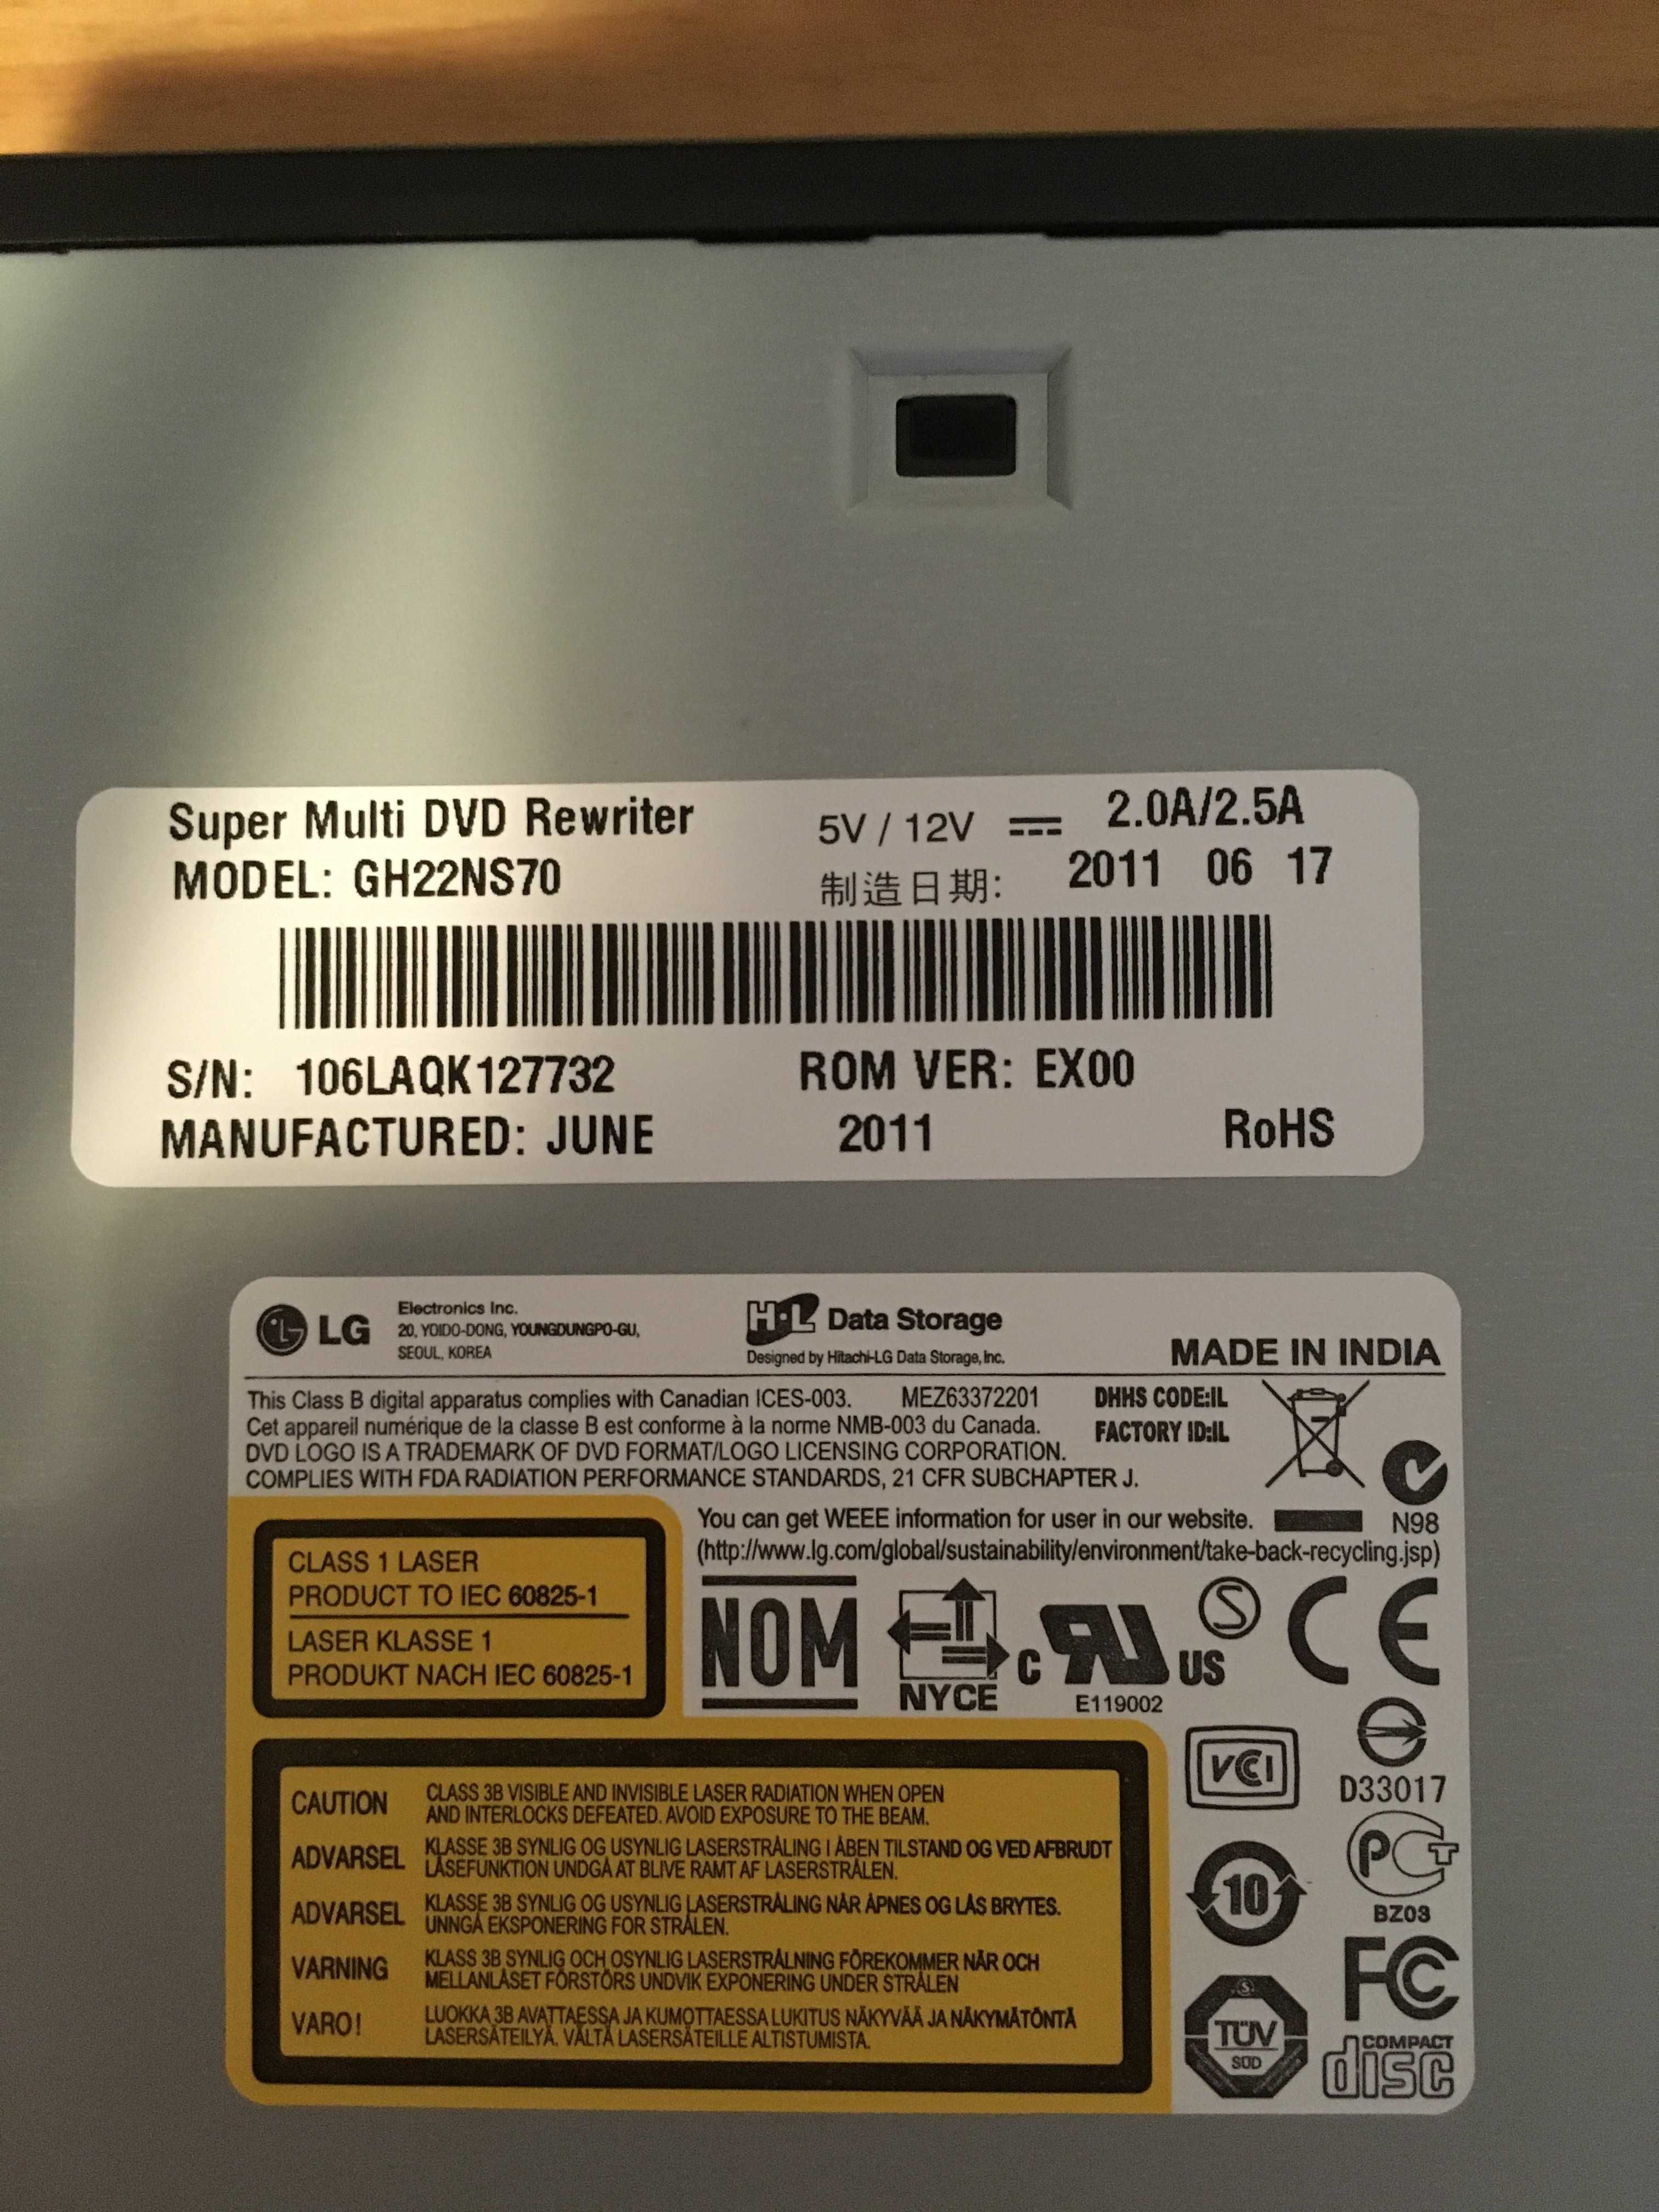 Super Multi DVD Rewriter 5V / 12V 2.0A/2.5A
MODEL: GH22NS70 制造日期: 2011 06 17
S/N: 106LAQK127732 ROM VER: EX00
MANUFACTURED: JUNE 2011 RoHS
LG Electronics Inc.
20, YOIDO-DONG, YOUNGDUNGPO-GU,
SEOUL, KOREA
H·L Data Storage
Designed by Hitachi-LG Data Storage, Inc.
MADE IN INDIA
This Class B digital apparatus complies with Canadian ICES-003. MEZ63372201 DHHS CODE:IL
Cet appareil numérique de la classe B est conforme à la norme NMB-003 du Canada. FACTORY ID:IL
DVD LOGO IS A TRADEMARK OF DVD FORMAT/LOGO LICENSING CORPORATION.
COMPLIES WITH FDA RADIATION PERFORMANCE STANDARDS, 21 CFR SUBCHAPTER J.
You can get WEEE information for user in our website. N98
(http://www.lg.com/global/sustainability/environment/take-back-recycling.jsp)
CLASS 1 LASER
PRODUCT TO IEC 60825-1
LASER KLASSE 1
PRODUKT NACH IEC 60825-1
NOM
NYCE
C RU US
E119002
S
CE
VCCI
D33017
10
PCT
BZ03
FC
TÜV
SÜD
COMPACT
disc
CAUTION CLASS 3B VISIBLE AND INVISIBLE LASER RADIATION WHEN OPEN
AND INTERLOCKS DEFEATED. AVOID EXPOSURE TO THE BEAM.
ADVARSEL KLASSE 3B SYNLIG OG USYNLIG LASERSTRÅLING I ÅBEN TILSTAND OG VED AFBRUDT
LÅSEFUNKTION UNDGÅ AT BLIVE RAMT AF LASERSTRÅLEN.
ADVARSEL KLASSE 3B SYNLIG OG USYNLIG LASERSTRÅLING NÅR ÅPNES OG LÅS BRYTES.
UNNGÅ EKSPONERING FOR STRÅLEN.
VARNING KLASS 3B SYNLIG OCH OSYNLIG LASERSTRÅLNING FÖREKOMMER NÄR OCH
MELLANLÅSET FÖRSTÖRS UNDVIK EXPONERING UNDER STRÅLEN
VARO! LUOKKA 3B AVATTAESSA JA KUMOTTAESSA LUKITUS NÄKYVÄÄ JA NÄKYMÄTÖNTÄ
LASERSÄTEILYÄ. VÄLTÄ LASERSÄTEILLE ALTISTUMISTA.